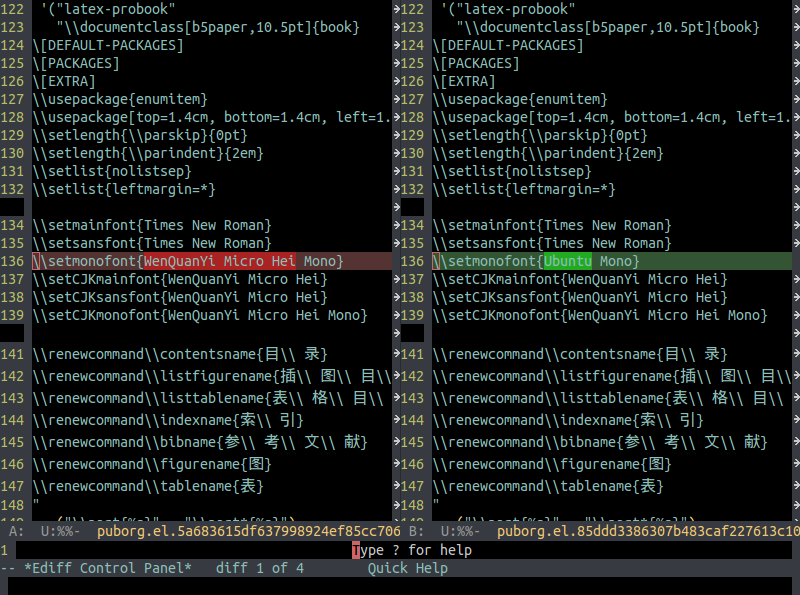 122 '("latex-probook"
123 "\\documentclass[b5paper,10.5pt]{book}
124 \[DEFAULT-PACKAGES]
125 \[PACKAGES]
126 \[EXTRA]
127 \\usepackage{enumitem}
128 \\usepackage[top=1.4cm, bottom=1.4cm, left=1.
129 \\setlength{\\parskip}{0pt}
130 \\setlength{\\parindent}{2em}
131 \\setlist{nolistsep}
132 \\setlist{leftmargin=*}
134 \\setmainfont{Times New Roman}
135 \\setsansfont{Times New Roman}
136 \\setmonofont{WenQuanYi Micro Hei Mono}
137 \\setCJKmainfont{WenQuanYi Micro Hei}
138 \\setCJKsansfont{WenQuanYi Micro Hei}
139 \\setCJKmonofont{WenQuanYi Micro Hei Mono}
141 \\renewcommand\\contentsname{目\\ 录}
142 \\renewcommand\\listfigurename{插\\ 图\\ 目\\
143 \\renewcommand\\listtablename{表\\ 格\\ 目\\
144 \\renewcommand\\indexname{索\\ 引}
145 \\renewcommand\\bibname{参\\ 考\\ 文\\ 献}
146 \\renewcommand\\figurename{图}
147 \\renewcommand\\tablename{表}
148 "
A: U:%%- puborg.el.5a683615df637998924ef85cc706
122 '("latex-probook"
123 "\\documentclass[b5paper,10.5pt]{book}
124 \[DEFAULT-PACKAGES]
125 \[PACKAGES]
126 \[EXTRA]
127 \\usepackage{enumitem}
128 \\usepackage[top=1.4cm, bottom=1.4cm, left=1.
129 \\setlength{\\parskip}{0pt}
130 \\setlength{\\parindent}{2em}
131 \\setlist{nolistsep}
132 \\setlist{leftmargin=*}
134 \\setmainfont{Times New Roman}
135 \\setsansfont{Times New Roman}
136 \\setmonofont{Ubuntu Mono}
137 \\setCJKmainfont{WenQuanYi Micro Hei}
138 \\setCJKsansfont{WenQuanYi Micro Hei}
139 \\setCJKmonofont{WenQuanYi Micro Hei Mono}
141 \\renewcommand\\contentsname{目\\ 录}
142 \\renewcommand\\listfigurename{插\\ 图\\ 目\\
143 \\renewcommand\\listtablename{表\\ 格\\ 目\\
144 \\renewcommand\\indexname{索\\ 引}
145 \\renewcommand\\bibname{参\\ 考\\ 文\\ 献}
146 \\renewcommand\\figurename{图}
147 \\renewcommand\\tablename{表}
148 "
B: U:%%- puborg.el.85ddd3386307b483caf227613c10
1 Type ? for help
-- *Ediff Control Panel* diff 1 of 4 Quick Help